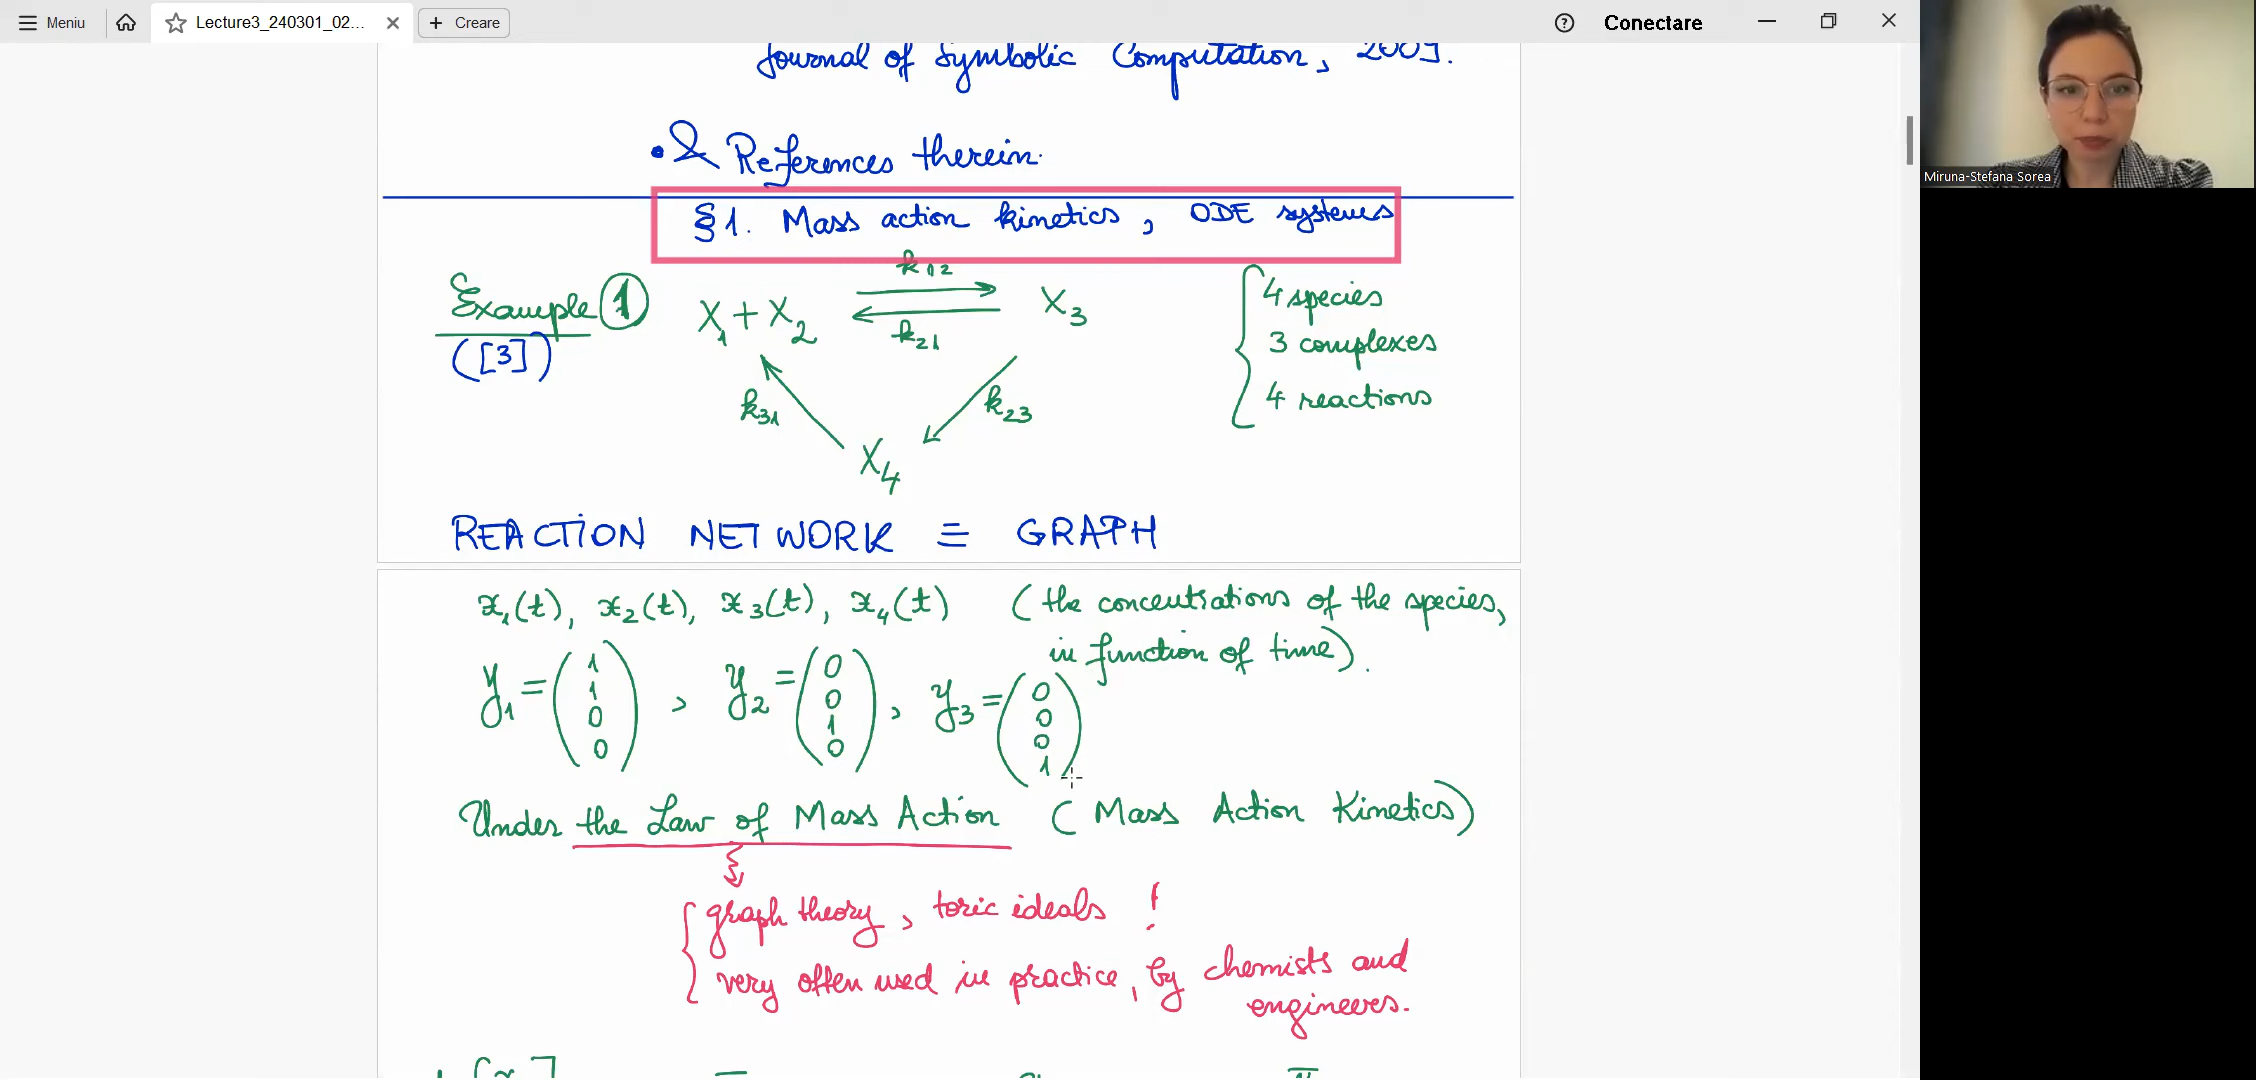 Meniu
Lecture3_240301_02...
Creare
Conectare
Miruna-Stefana Sorea
Journal of Symbolic Computation, 2009.
• & References therein.
§1. Mass action kinetics, ODE systems
Example 1
([3])
X1 + X2
k12
k21
X3
k31
k23
X4
4 species
3 complexes
4 reactions
REACTION NETWORK ≡ GRAPH
x1(t), x2(t), x3(t), x4(t) (the concentrations of the species,
in function of time).
y1 = (1 1 0 0), y2 = (0 0 1 0), y3 = (0 0 0 1)
Under the Law of Mass Action (Mass Action Kinetics)
graph theory, toric ideals !
very often used in practice, by chemists and
engineers.